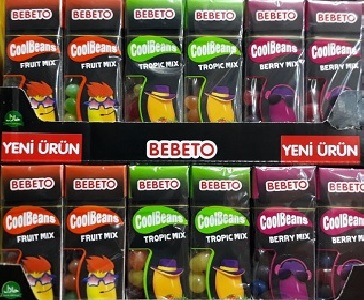 BEBETO BEBETO BEBETO BEBETO BEBETO BEBETO
CoolBeans CoolBeans CoolBeans CoolBeans CoolBeans CoolBeans
FRUIT MIX FRUIT MIX TROPIC MIX TROPIC MIX BERRY MIX BERRY MIX
YENİ ÜRÜN BEBETO YENİ ÜRÜN
BEBETO BEBETO BEBETO BEBETO BEBETO BEBETO
CoolBeans CoolBeans CoolBeans CoolBeans CoolBeans CoolBeans
FRUIT MIX FRUIT MIX TROPIC MIX TROPIC MIX BERRY MIX BERRY MIX